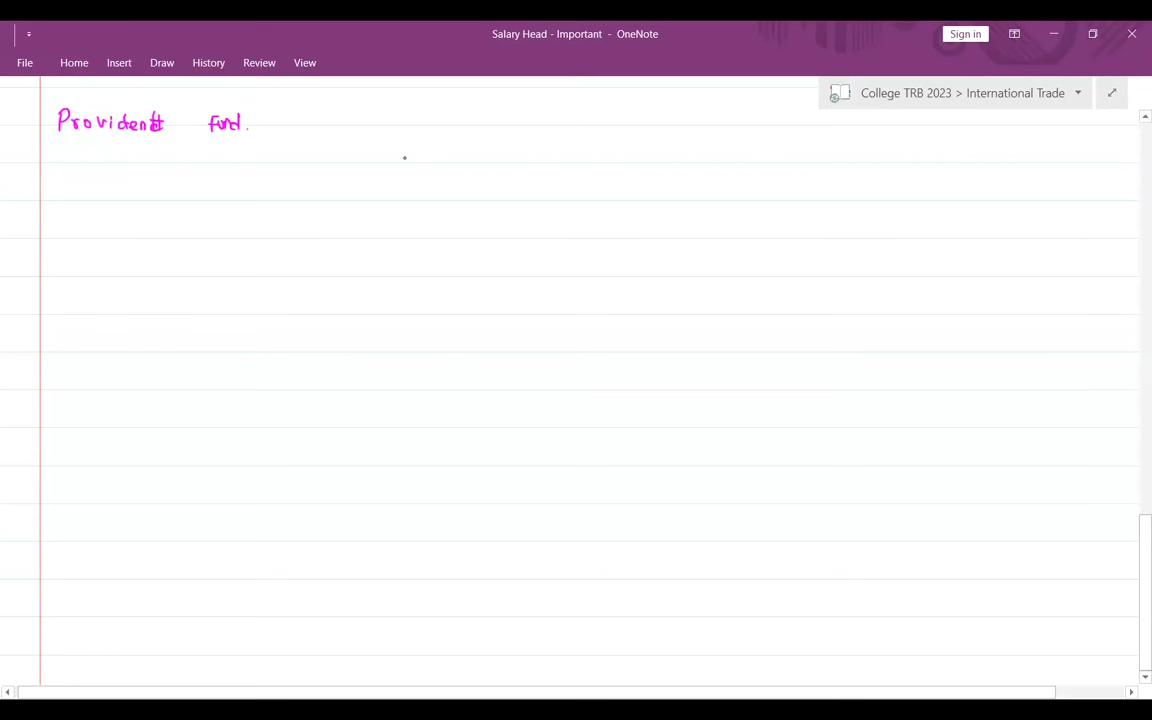 Salary Head - Important - OneNote
Sign in
File Home Insert Draw History Review View
College TRB 2023 > International Trade
Provident Fund.